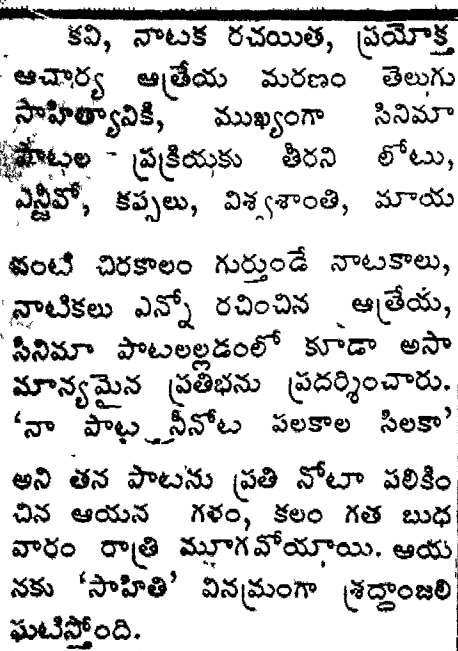 కవి, నాటక రచయిత, ప్రయోక్త
ఆచార్య ఆత్రేయ మరణం తెలుగు
సాహిత్యానికి, ముఖ్యంగా సినిమా
పాటల ప్రక్రియకు తీరని లోటు,
ఎన్జీవో, కప్పలు, విశ్వశాంతి, మాయ
వంటి చిరకాలం గుర్తుండే నాటకాలు,
నాటికలు ఎన్నో రచించిన ఆత్రేయ,
సినిమా పాటలల్లడంలో కూడా అసా
మాన్యమైన ప్రతిభను ప్రదర్శించారు.
‘నా పాట నీనోట పలకాల సిలకా’
అని తన పాటను ప్రతి నోటా పలికిం
చిన ఆయన గళం, కలం గత బుధ
వారం రాత్రి మూగవోయాయి. ఆయ
నకు ‘సాహితి’ వినమ్రంగా శ్రద్ధాంజలి
ఘటిస్తోంది.